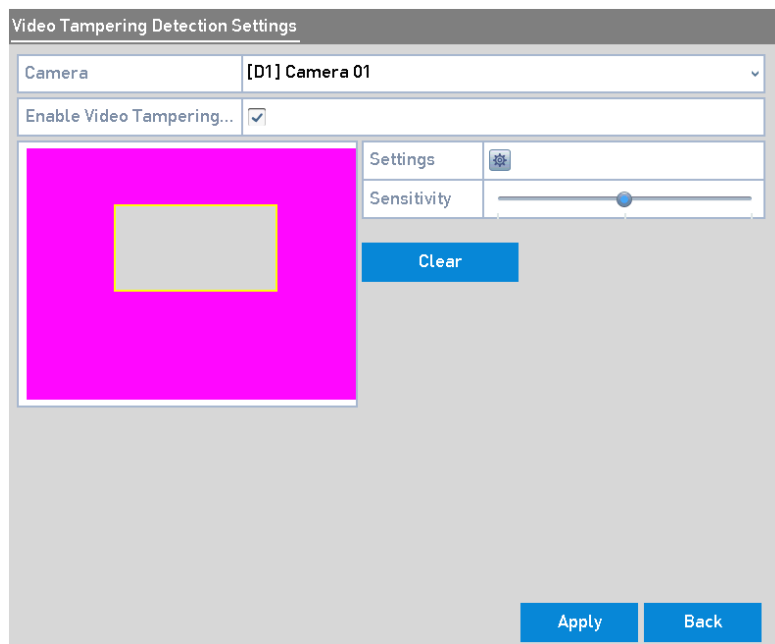 Video Tampering Detection Settings
Camera [D1] Camera 01
Enable Video Tampering...
Settings
Sensitivity
Clear
Apply Back